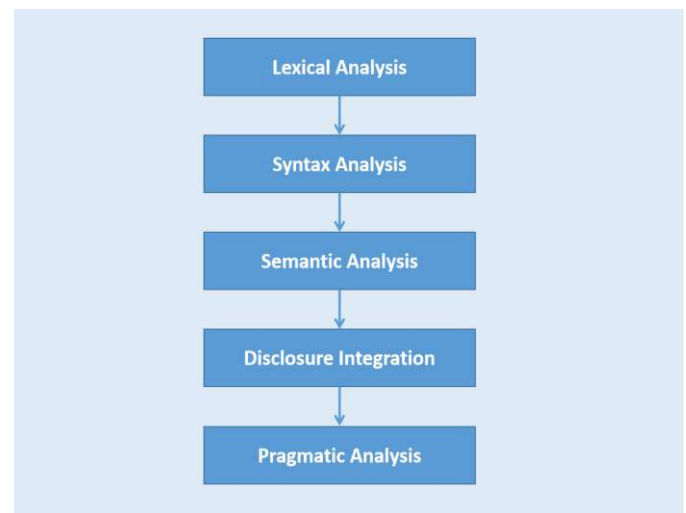 Lexical Analysis
Syntax Analysis
Semantic Analysis
Disclosure Integration
Pragmatic Analysis